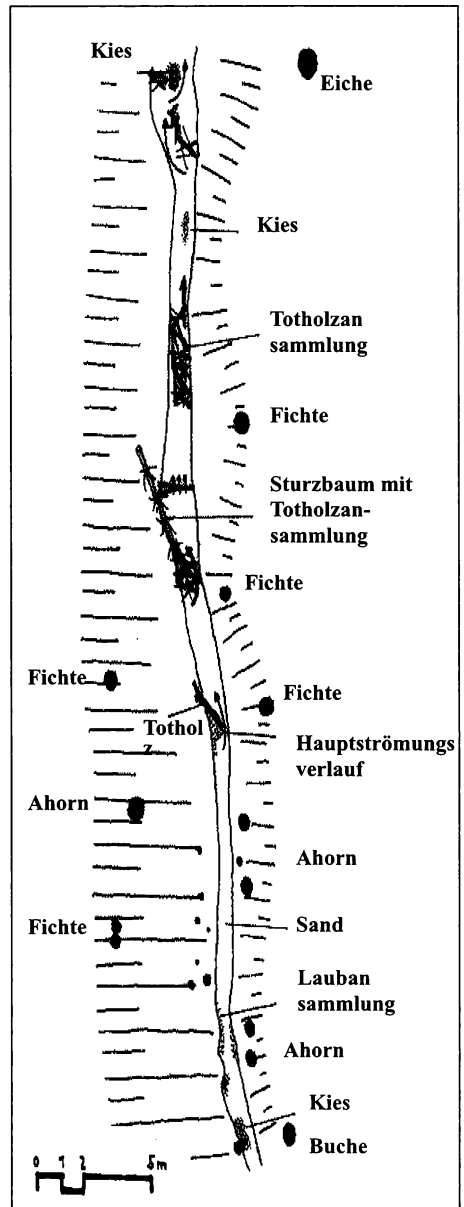 Kies
Eiche
Kies
Totholzan
sammlung
Fichte
Sturzbaum mit
Totholzan-
sammlung
Fichte
Fichte
Fichte
Tothol
z
Hauptströmungs
verlauf
Ahorn
Ahorn
Fichte
Sand
Lauban
sammlung
Ahorn
Kies
Buche
0 1 2 5m